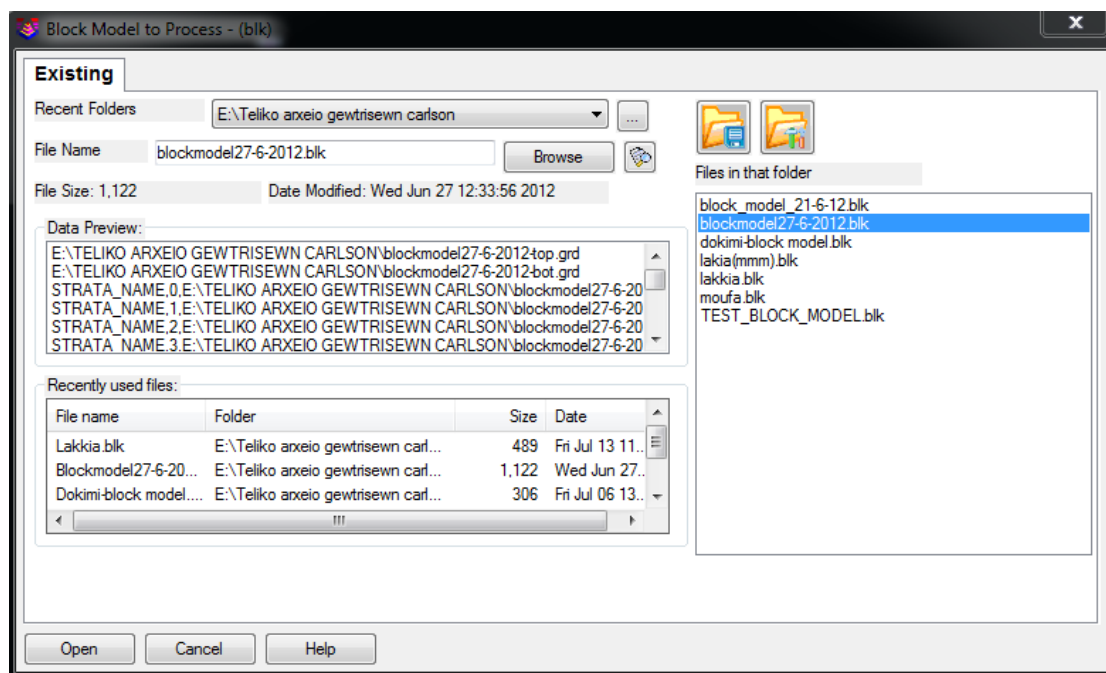 Block Model to Process - (blk)
x
Existing
Recent Folders
E:\Teliko arxeio gewtrisewn carlson
...
File Name
blockmodel27-6-2012.blk
Browse
File Size: 1,122
Date Modified: Wed Jun 27 12:33:56 2012
Data Preview:
E:\TELIKO ARXEIO GEWTRISEWN CARLSON\blockmodel27-6-2012-top.grd
E:\TELIKO ARXEIO GEWTRISEWN CARLSON\blockmodel27-6-2012-bot.grd
STRATA_NAME,0,E:\TELIKO ARXEIO GEWTRISEWN CARLSON\blockmodel27-6-20
STRATA_NAME,1,E:\TELIKO ARXEIO GEWTRISEWN CARLSON\blockmodel27-6-20
STRATA_NAME,2,E:\TELIKO ARXEIO GEWTRISEWN CARLSON\blockmodel27-6-20
STRATA_NAME,3,E:\TELIKO ARXEIO GEWTRISEWN CARLSON\blockmodel27-6-20
Recently used files:
File name Folder Size Date
Lakkia.blk E:\Teliko arxeio gewtrisewn carl... 489 Fri Jul 13 11..
Blockmodel27-6-20... E:\Teliko arxeio gewtrisewn carl... 1,122 Wed Jun 27..
Dokimi-block model.... E:\Teliko arxeio gewtrisewn carl... 306 Fri Jul 06 13..
Files in that folder
block_model_21-6-12.blk
blockmodel27-6-2012.blk
dokimi-block model.blk
lakia(mmm).blk
lakkia.blk
moufa.blk
TEST_BLOCK_MODEL.blk
Open
Cancel
Help